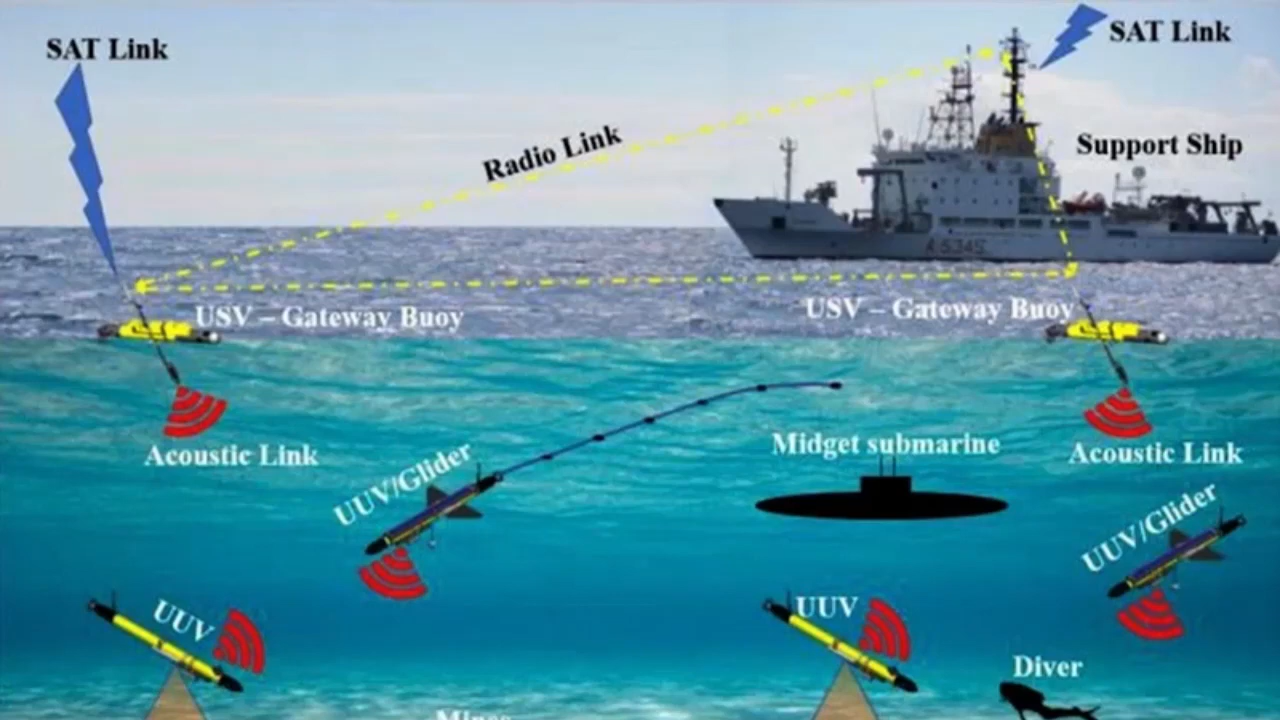 SAT Link
SAT Link
Radio Link
Support Ship
A 5345
USV – Gateway Buoy
USV – Gateway Buoy
Acoustic Link
Midget submarine
Acoustic Link
UUV/Glider
UUV/Glider
UUV
UUV
Diver
Mines